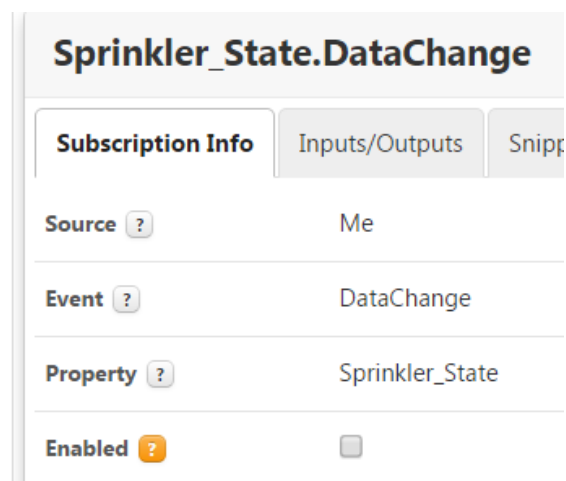 Sprinkler_State.DataChange
Subscription Info Inputs/Outputs
Source ? Me
Event ? DataChange
Property ? Sprinkler_State
Enabled ?